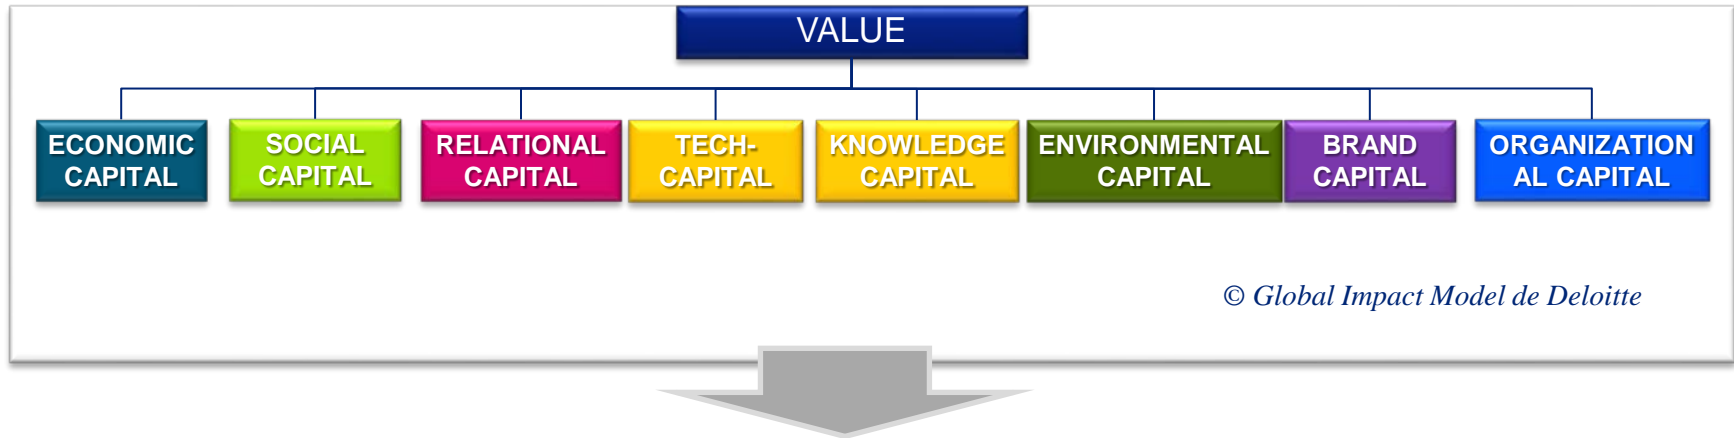 VALUE
ECONOMIC
CAPITAL
SOCIAL
CAPITAL
RELATIONAL
CAPITAL
TECH-
CAPITAL
KNOWLEDGE
CAPITAL
ENVIRONMENTAL
CAPITAL
BRAND
CAPITAL
ORGANIZATION
AL CAPITAL
© Global Impact Model de Deloitte